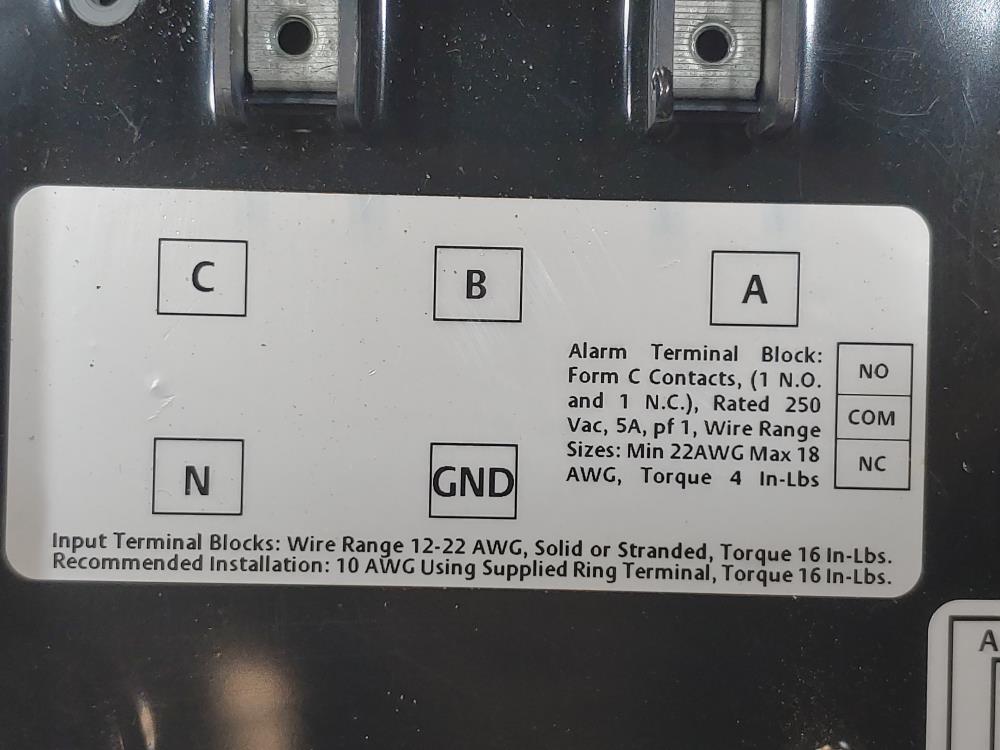 C
B
A
Alarm Terminal Block:
Form C Contacts, (1 N.O.
and 1 N.C.), Rated 250
Vac, 5A, pf 1, Wire Range
Sizes: Min 22AWG Max 18
AWG, Torque 4 In-Lbs
NO
COM
NC
N
GND
Input Terminal Blocks: Wire Range 12-22 AWG, Solid or Stranded, Torque 16 In-Lbs.
Recommended Installation: 10 AWG Using Supplied Ring Terminal, Torque 16 In-Lbs.
A